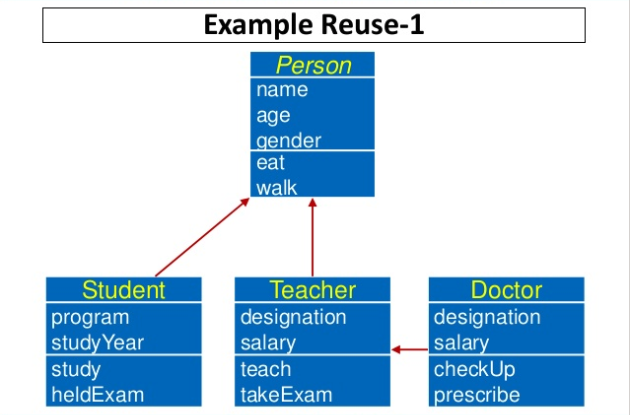 Example Reuse-1
Person
name
age
gender
eat
walk
Student
program
studyYear
study
heldExam
Teacher
designation
salary
teach
takeExam
Doctor
designation
salary
checkUp
prescribe